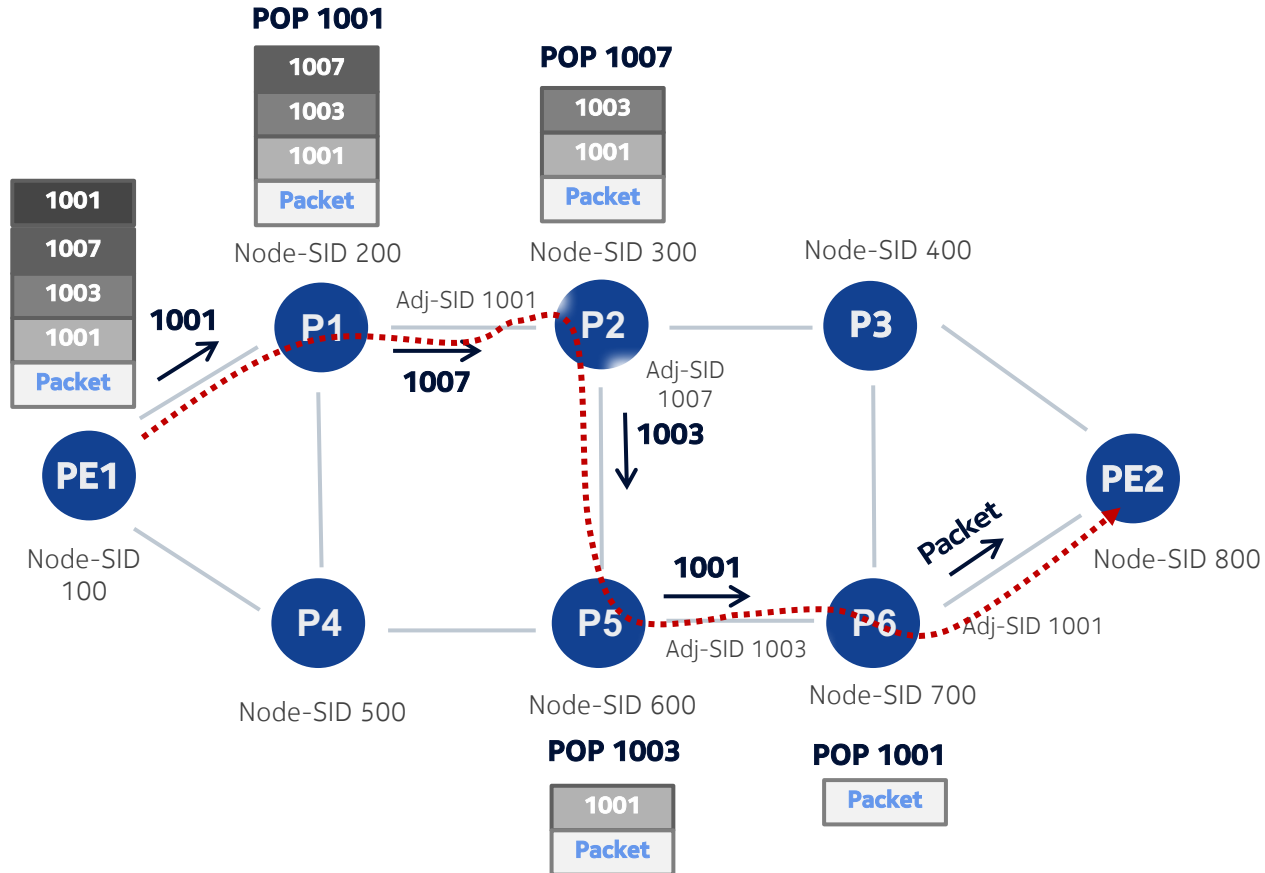 POP 1001
1007
1003
1001
Packet
POP 1007
1003
1001
Packet
1001
1007
1003
1001
Packet
Node-SID 200
Node-SID 300
Node-SID 400
1001
P1
Adj-SID 1001
P2
P3
1007
Adj-SID
1007
1003
PE1
PE2
Node-SID
100
Packet
Node-SID 800
1001
P4
P5
P6
Adj-SID 1003
Adj-SID 1001
Node-SID 500
Node-SID 600
Node-SID 700
POP 1003
1001
Packet
POP 1001
Packet